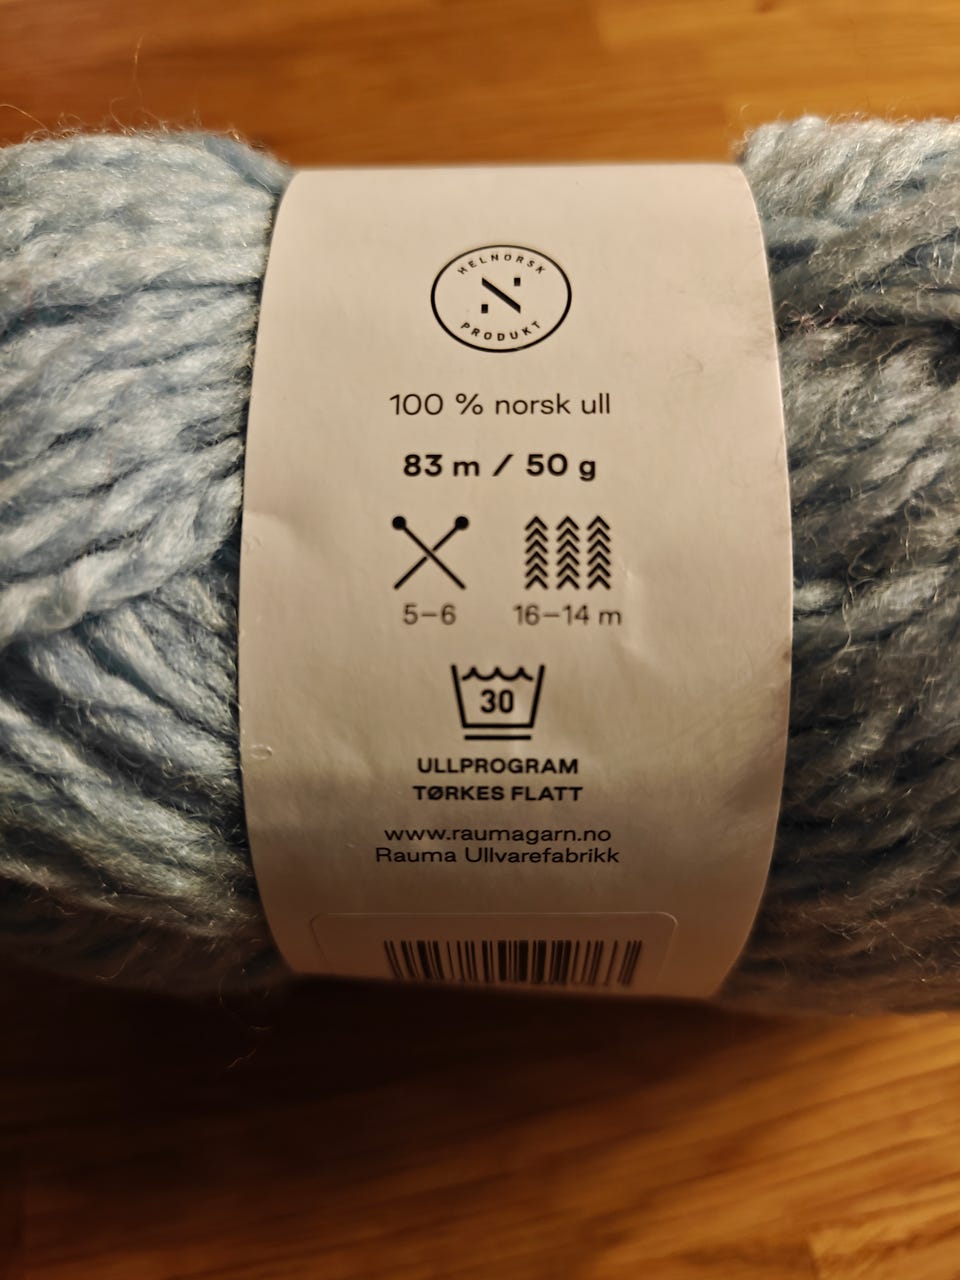 HELNORSK
N
PRODUKT
100 % norsk ull
83 m / 50 g
5–6 16–14 m
30
ULLPROGRAM
TØRKES FLATT
www.raumagarn.no
Rauma Ullvarefabrikk